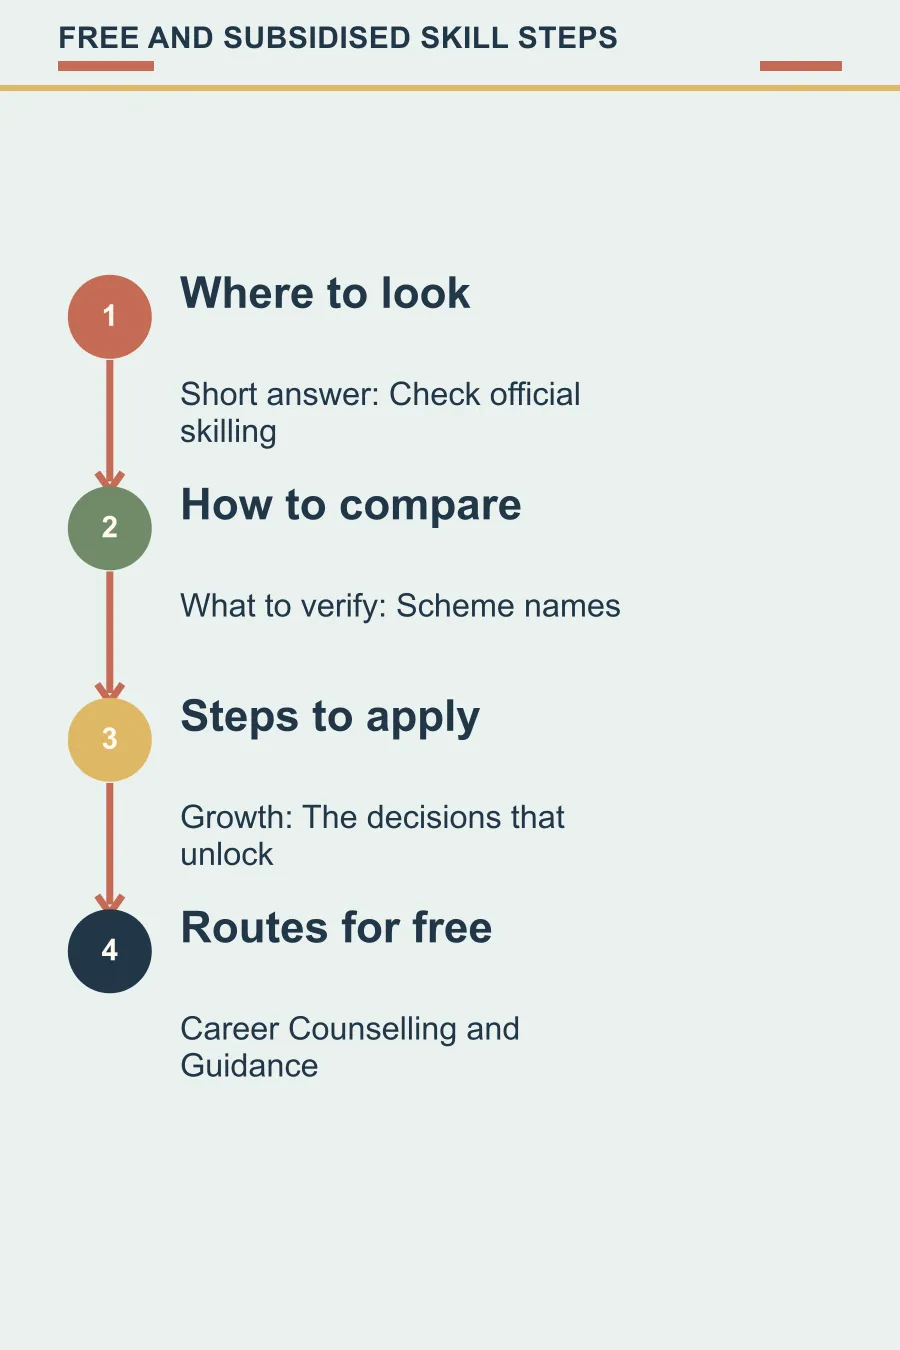 FREE AND SUBSIDISED SKILL STEPS
1
Where to look
Short answer: Check official
skilling
2
How to compare
What to verify: Scheme names
3
Steps to apply
Growth: The decisions that
unlock
4
Routes for free
Career Counselling and
Guidance